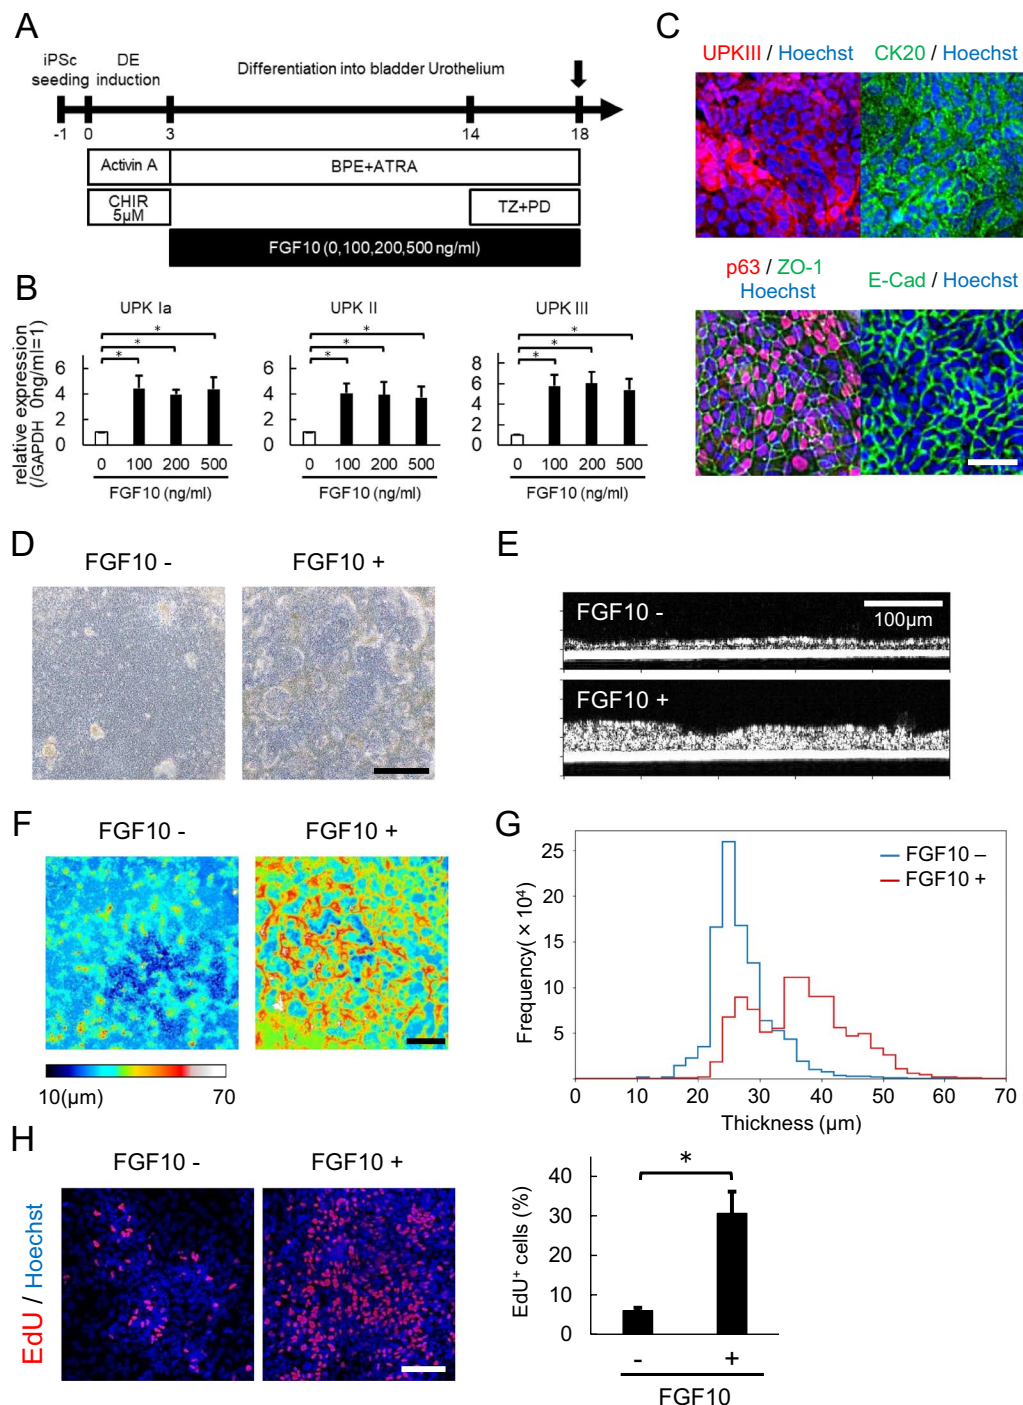 A
iPSc seeding
DE induction
Differentiation into bladder Urothelium
-1
0
3
14
18
Activin A
BPE+ATRA
CHIR 5μM
TZ+PD
FGF10 (0,100,200,500 ng/ml)
B
relative expression
(/GAPDH 0ng/ml=1)
UPK Ia
*
*
*
6
4
2
0
0 100 200 500
FGF10 (ng/ml)
UPK II
*
*
*
6
4
2
0
0 100 200 500
FGF10 (ng/ml)
UPK III
*
*
*
8
6
4
2
0
0 100 200 500
FGF10 (ng/ml)
C
UPKIII / Hoechst
CK20 / Hoechst
p63 / ZO-1
Hoechst
E-Cad / Hoechst
D
FGF10 -
FGF10 +
E
FGF10 -
100μm
FGF10 +
F
FGF10 -
FGF10 +
10(μm)
70
G
Frequency( × 10⁴)
25
20
15
10
5
FGF10 –
FGF10 +
0 10 20 30 40 50 60 70
Thickness (μm)
H
FGF10 -
FGF10 +
EdU / Hoechst
EdU⁺ cells (%)
40
30
20
10
0
*
- +
FGF10